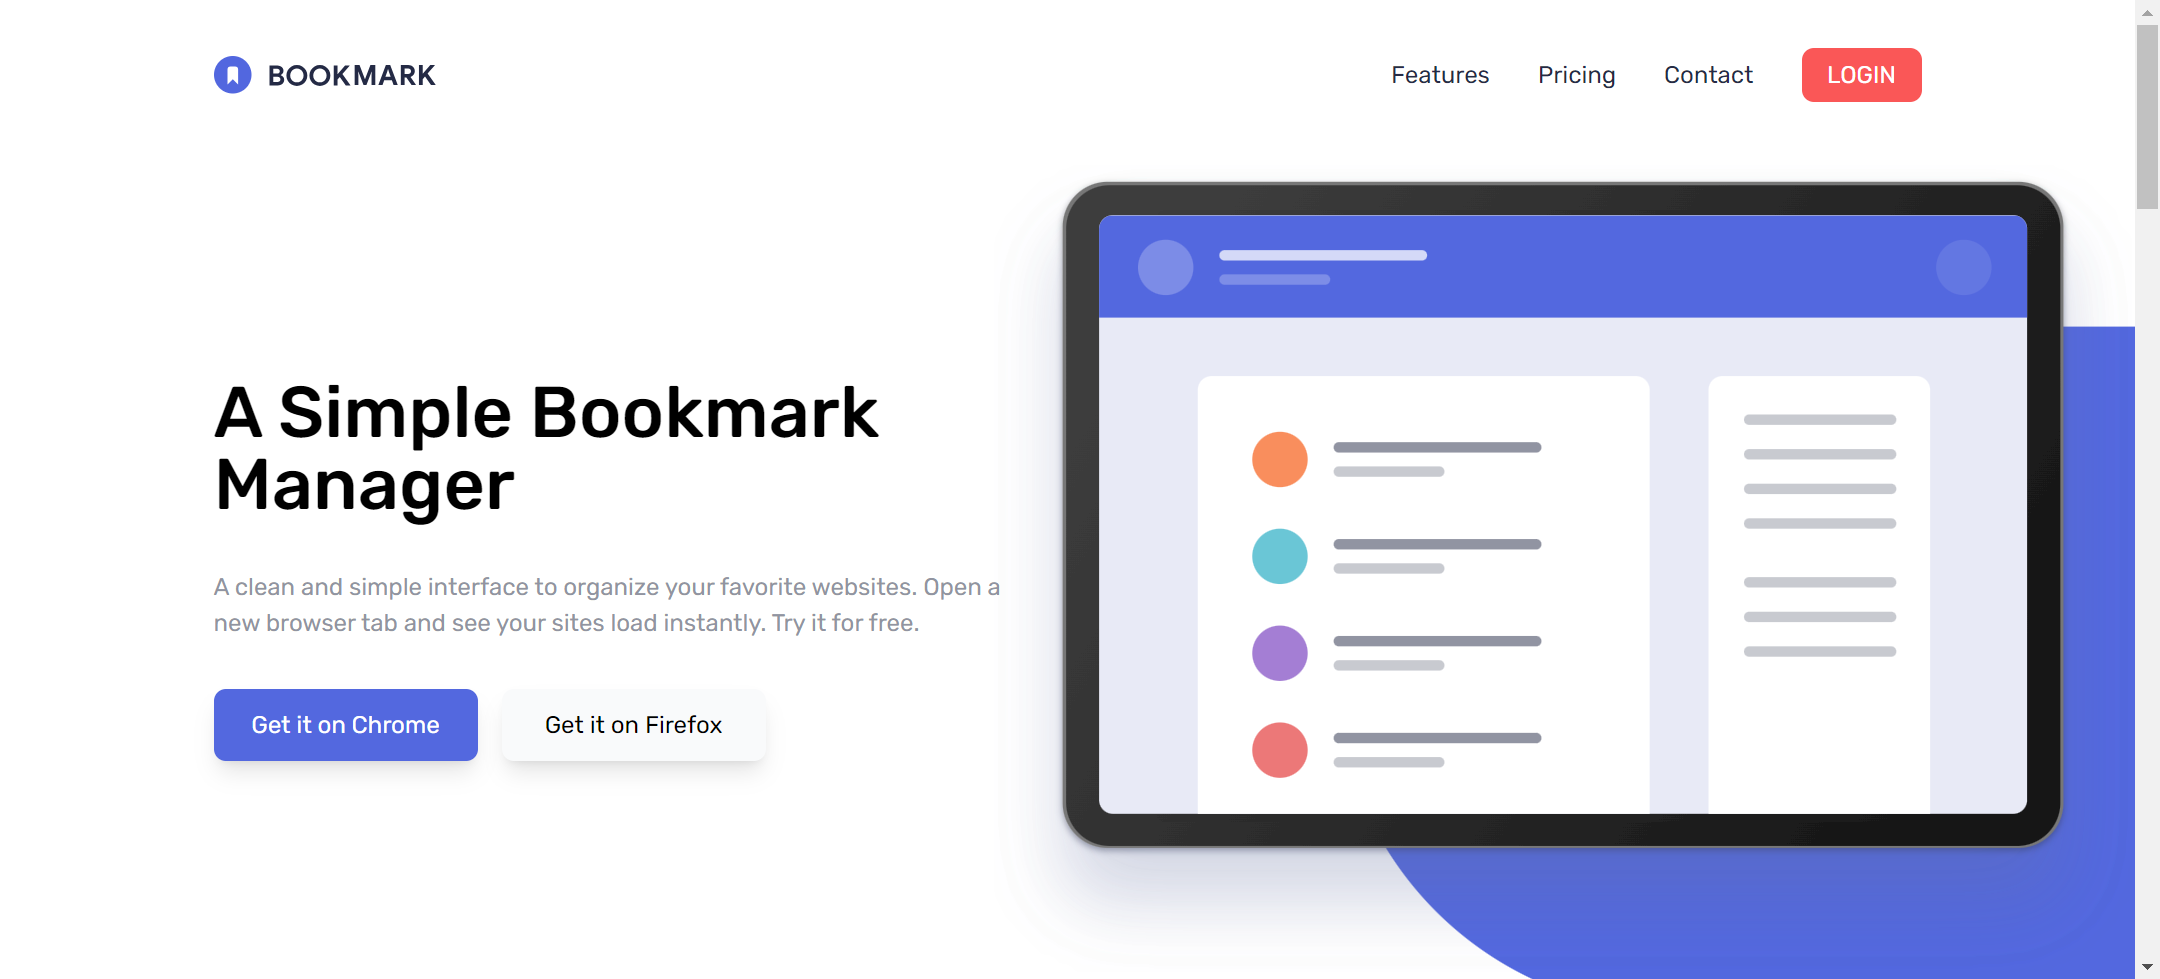 BOOKMARK
Features
Pricing
Contact
LOGIN
A Simple Bookmark
Manager
A clean and simple interface to organize your favorite websites. Open a
new browser tab and see your sites load instantly. Try it for free.
Get it on Chrome
Get it on Firefox